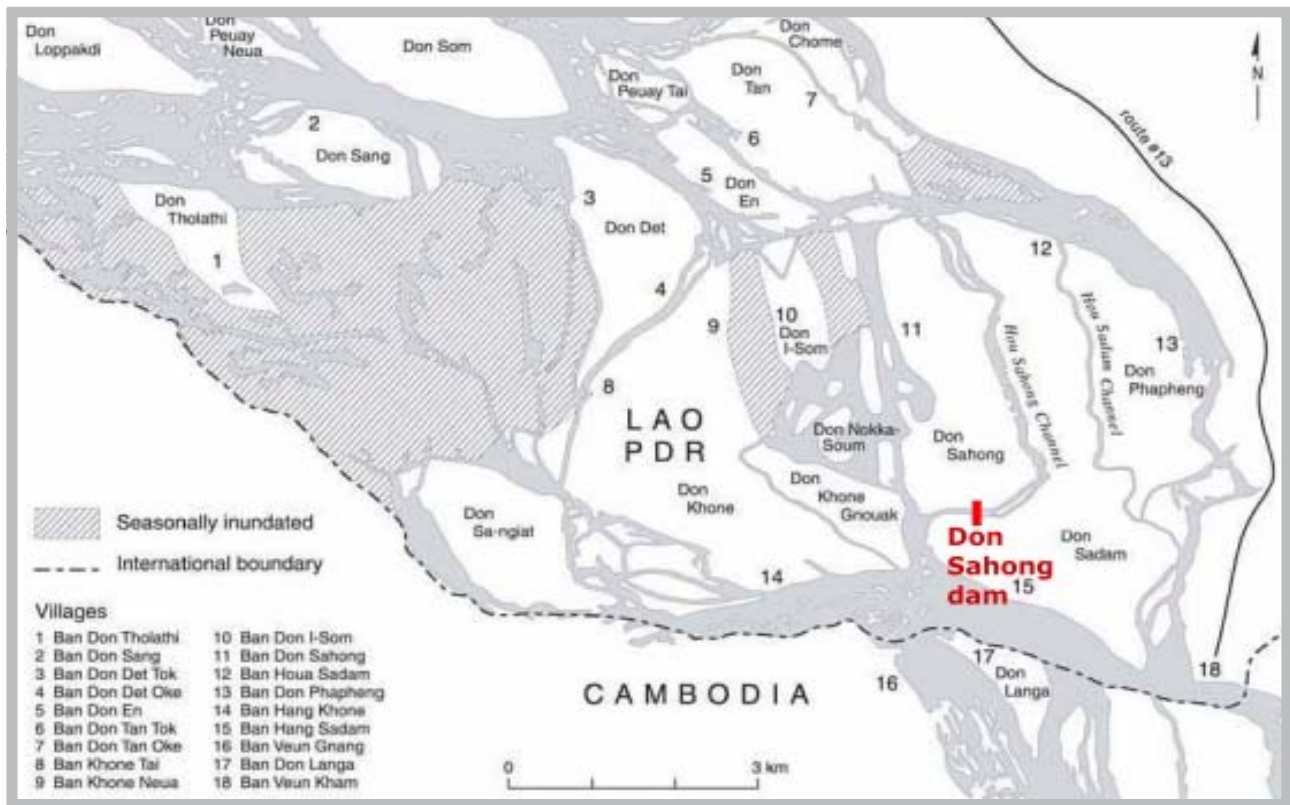 Don
Loppakdi
Don
Peuay
Neua
Don Som
Don
Chome
Don
Peuay Tai
Don
Tan
7
N
route #13
2
Don Sang
6
5
Don
En
3
Don Det
Don
Tholathi
1
4
12
9
10
Don
I-Som
11
Hou Sahong Channel
Hou Sadam Channel
13
Don
Phapheng
8
LAO
PDR
Don Nokka-
Soum
Don
Sahong
Don
Khone
Don
Khone
Gnouak
Don
Sa-ngiat
Don
Sahong
dam
Don
Sadam
14
15
Seasonally inundated
International boundary
16
17
Don
Langa
18
CAMBODIA
Villages
1 Ban Don Tholathi
2 Ban Don Sang
3 Ban Don Det Tok
4 Ban Don Det Oke
5 Ban Don En
6 Ban Don Tan Tok
7 Ban Don Tan Oke
8 Ban Khone Tai
9 Ban Khone Neua
10 Ban Don I-Som
11 Ban Don Sahong
12 Ban Houa Sadam
13 Ban Don Phapheng
14 Ban Hang Khone
15 Ban Hang Sadam
16 Ban Veun Gnang
17 Ban Don Langa
18 Ban Veun Kham
0 3 km